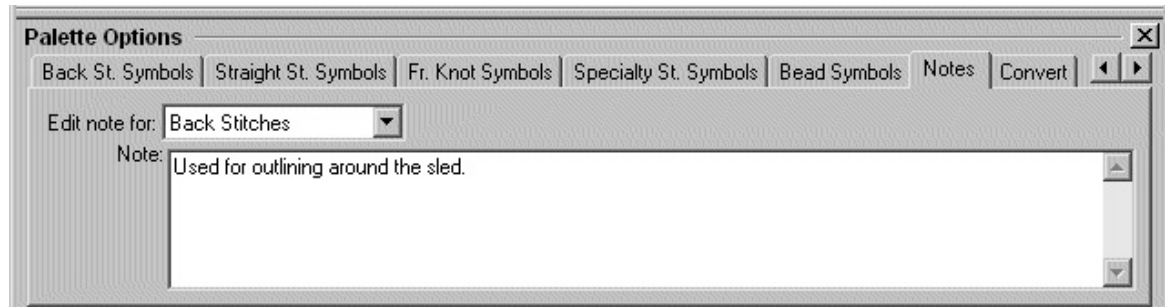 Palette Options
Back St. Symbols Straight St. Symbols Fr. Knot Symbols Specialty St. Symbols Bead Symbols Notes Convert
Edit note for: Back Stitches
Note: Used for outlining around the sled.